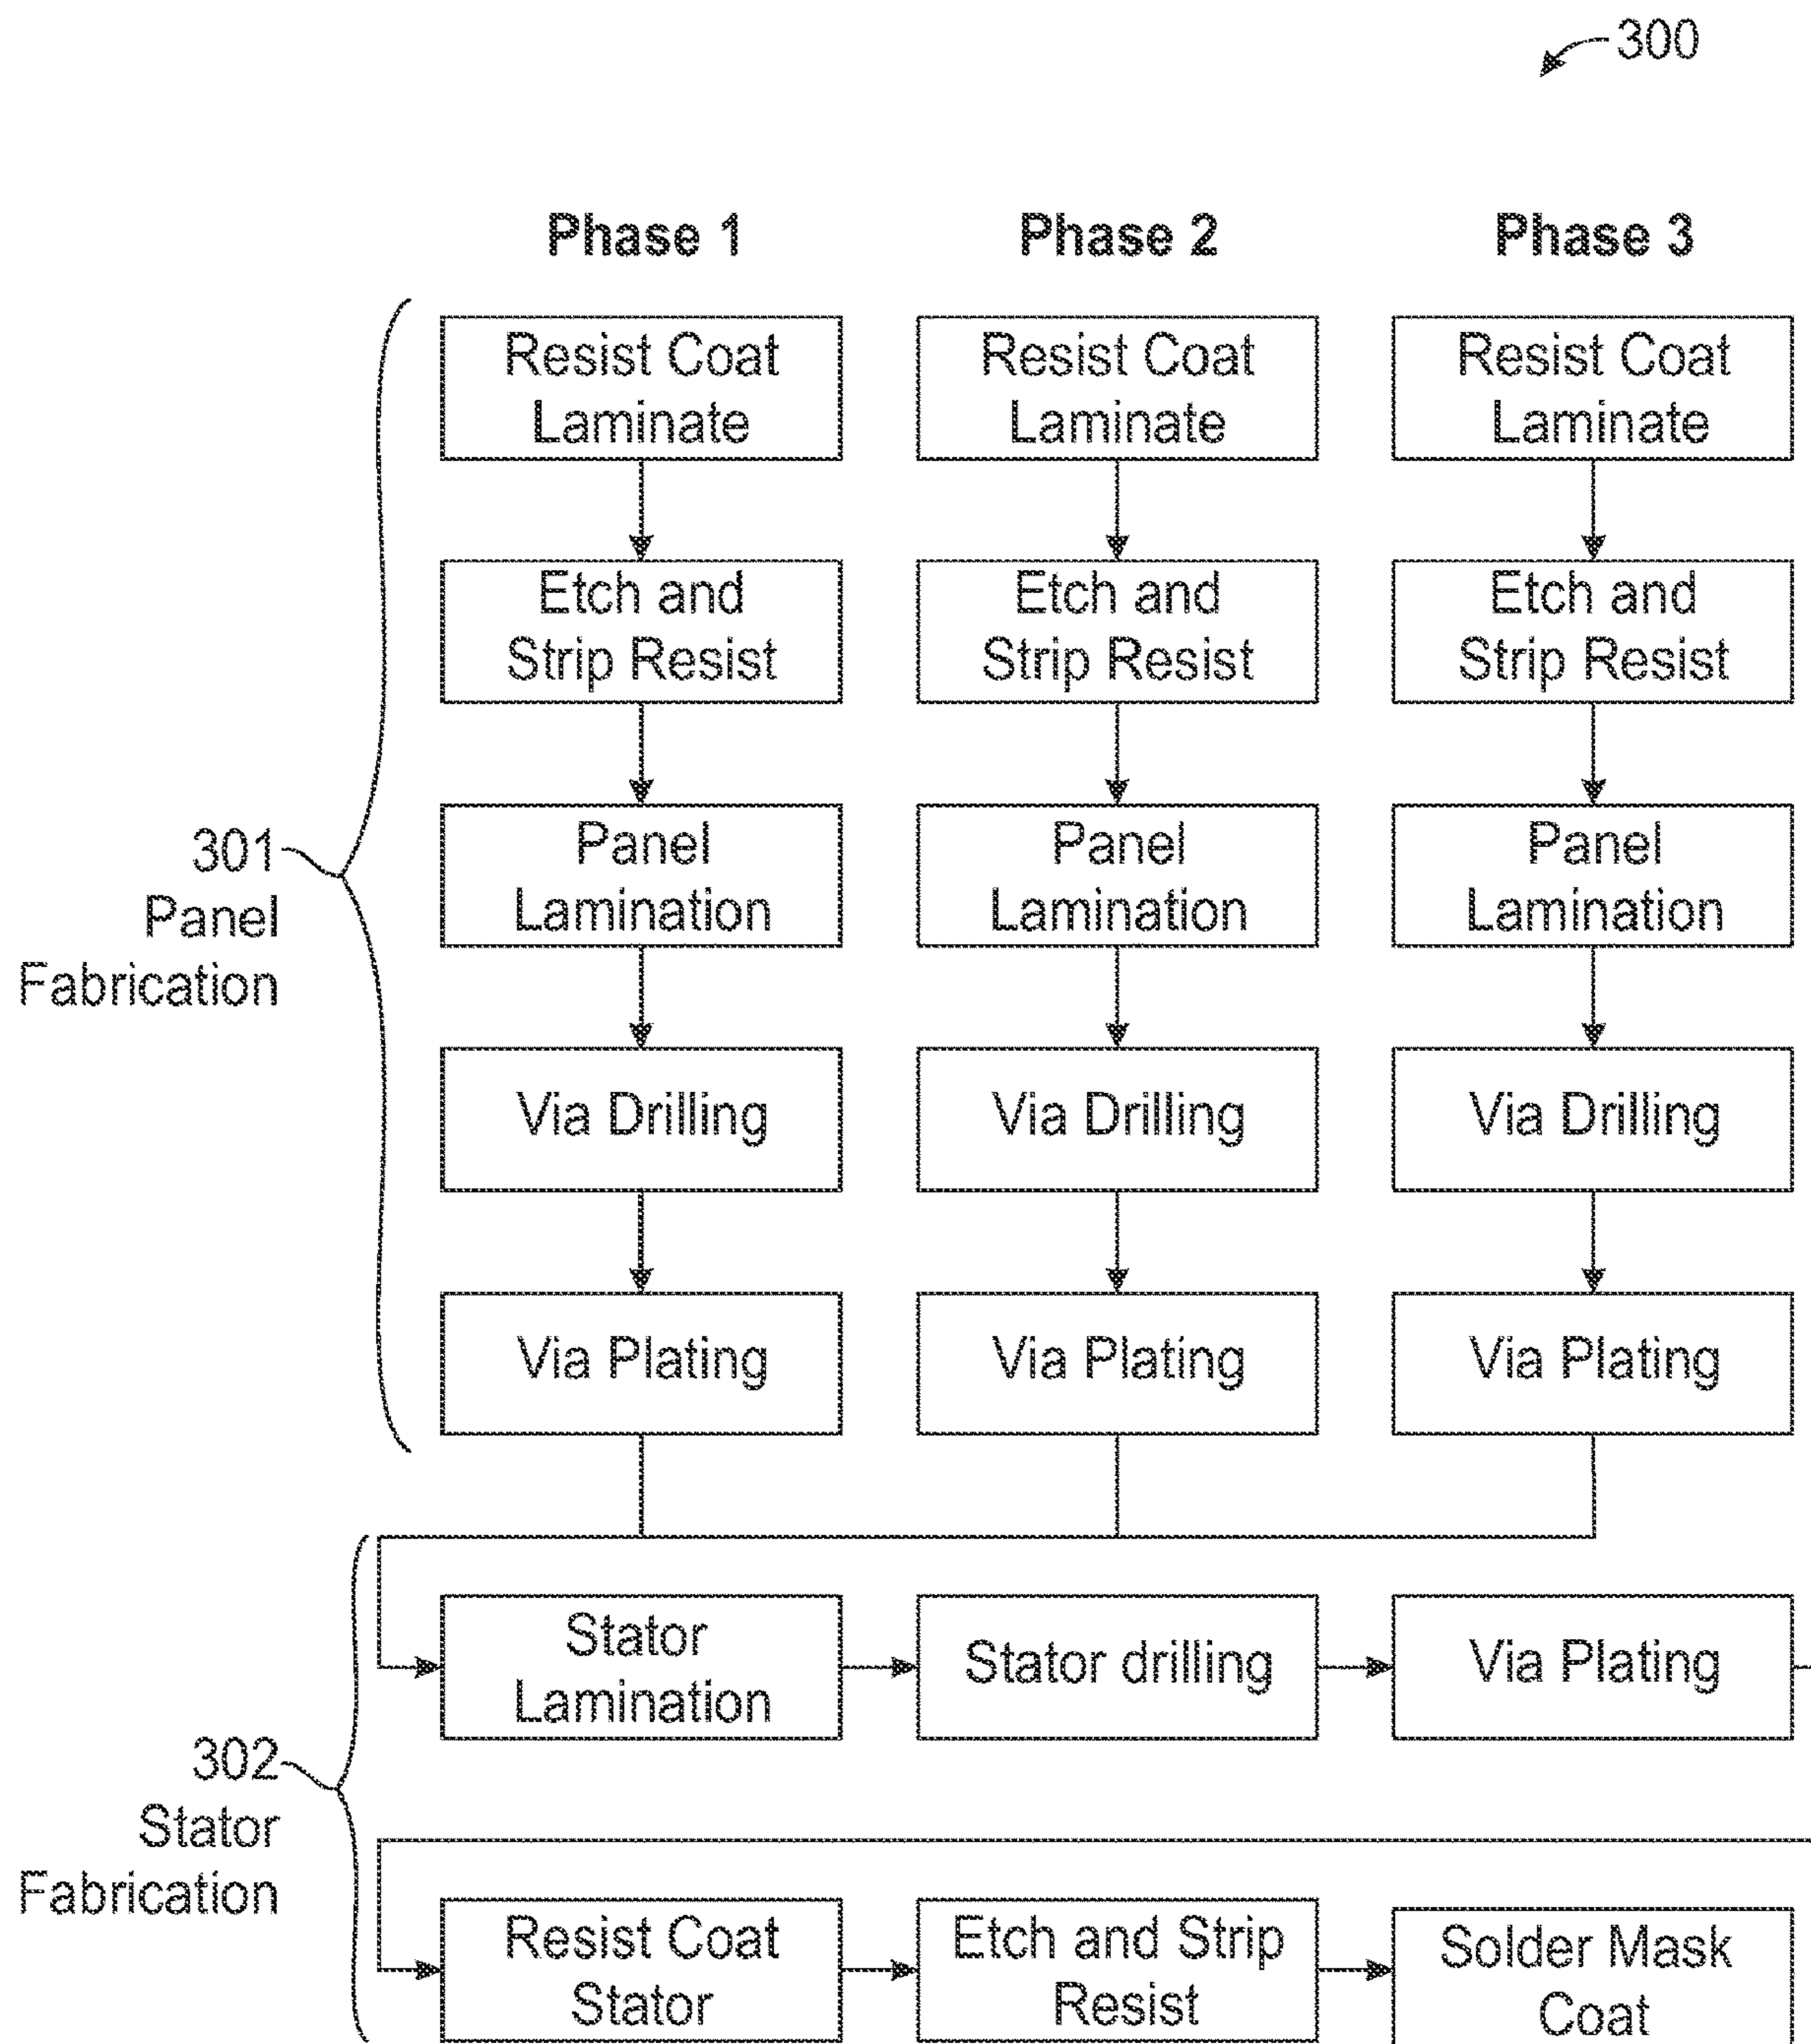 300
Phase 1
Phase 2
Phase 3
Resist Coat
Laminate
Resist Coat
Laminate
Resist Coat
Laminate
Etch and
Strip Resist
Etch and
Strip Resist
Etch and
Strip Resist
301
Panel
Fabrication
Panel
Lamination
Panel
Lamination
Panel
Lamination
Via Drilling
Via Drilling
Via Drilling
Via Plating
Via Plating
Via Plating
302
Stator
Fabrication
Stator
Lamination
Stator drilling
Via Plating
Resist Coat
Stator
Etch and Strip
Resist
Solder Mask
Coat